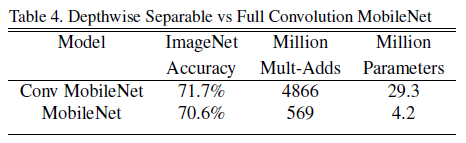 Table 4. Depthwise Separable vs Full Convolution MobileNet
Model ImageNet Million Million
Accuracy Mult-Adds Parameters
Conv MobileNet 71.7% 4866 29.3
MobileNet 70.6% 569 4.2